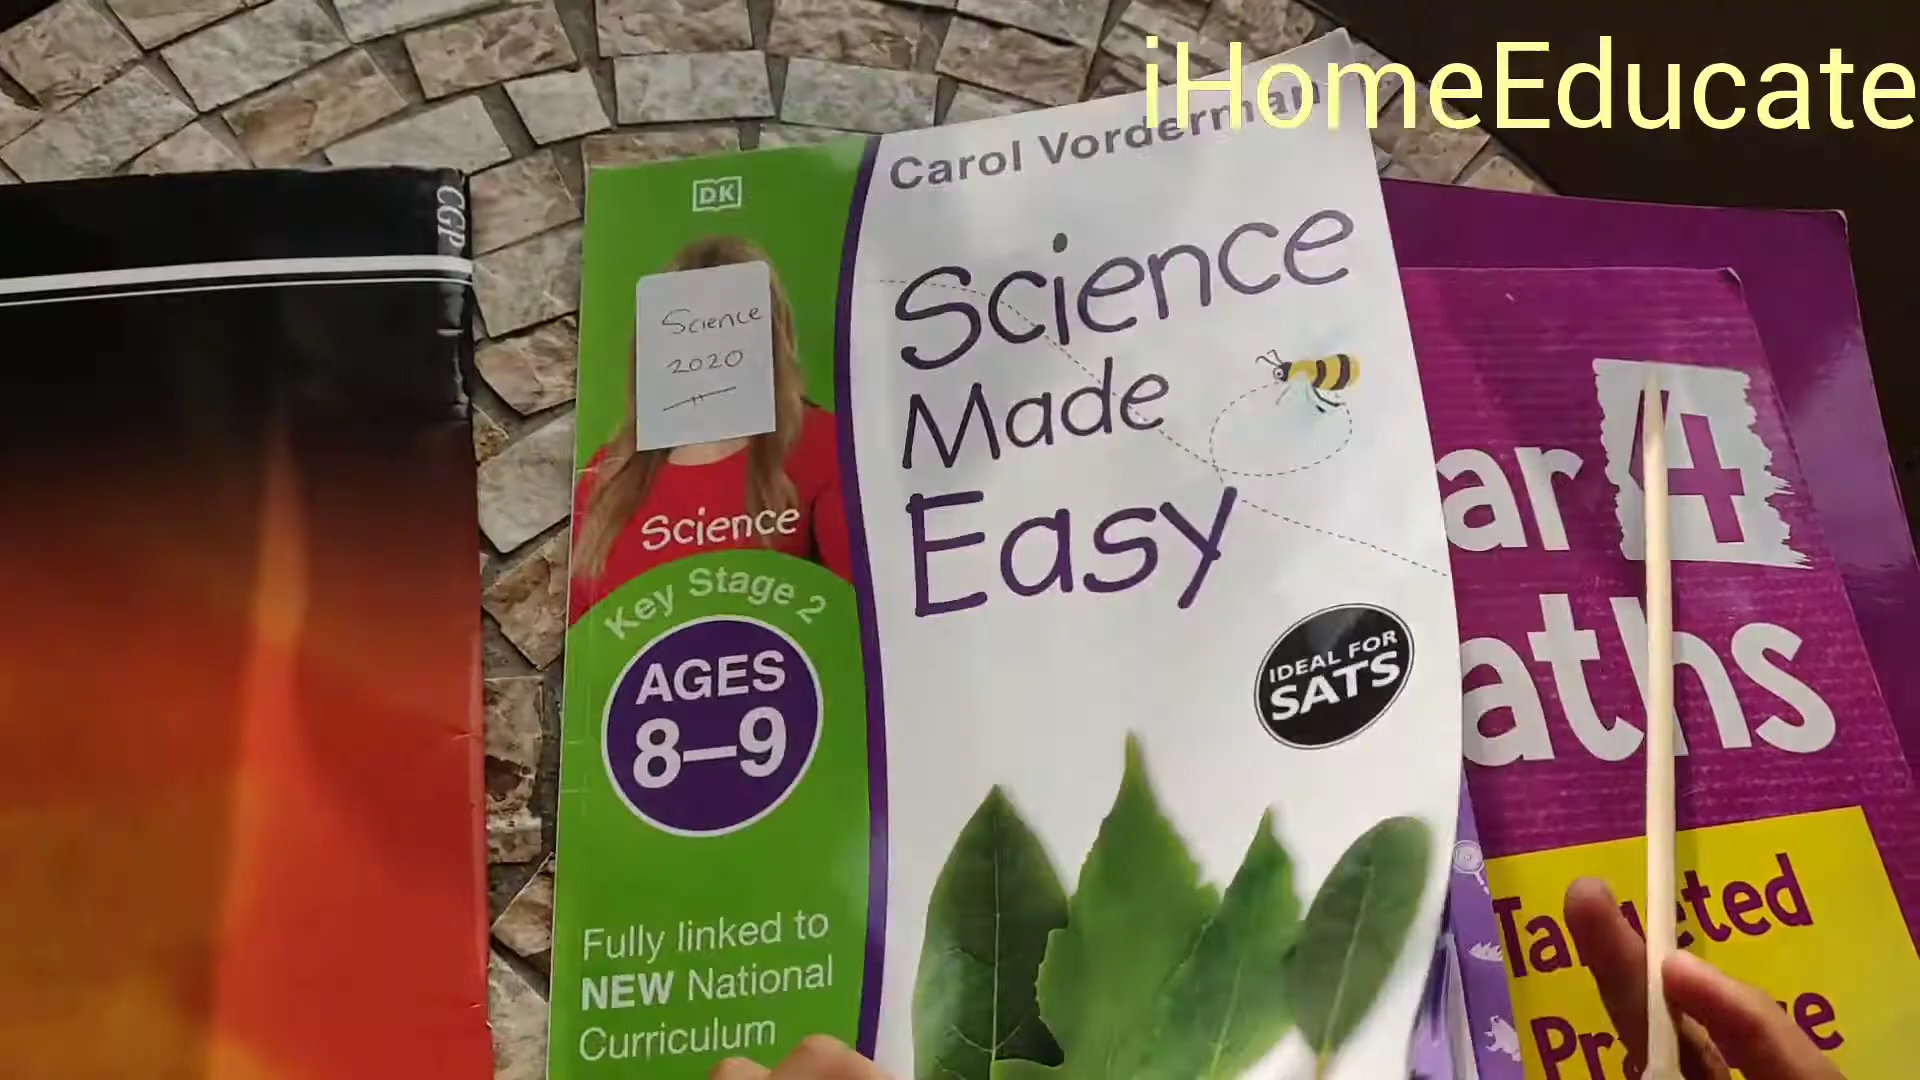 iHomeEducate
CGP
DK
Carol Vorderman
Science
2020
Science
Made
Easy
Science
Key Stage 2
AGES
8–9
IDEAL FOR
SATS
Fully linked to
NEW National
Curriculum
ar 4
aths
Targeted